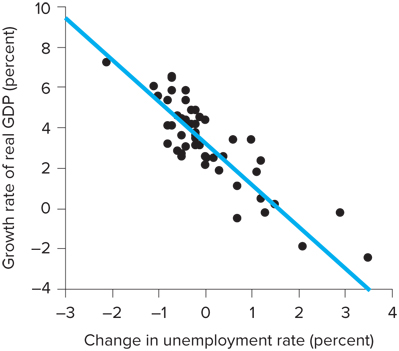 Growth rate of real GDP (percent)
10
8
6
4
2
0
−2
−4
−3 −2 −1 0 1 2 3 4
Change in unemployment rate (percent)